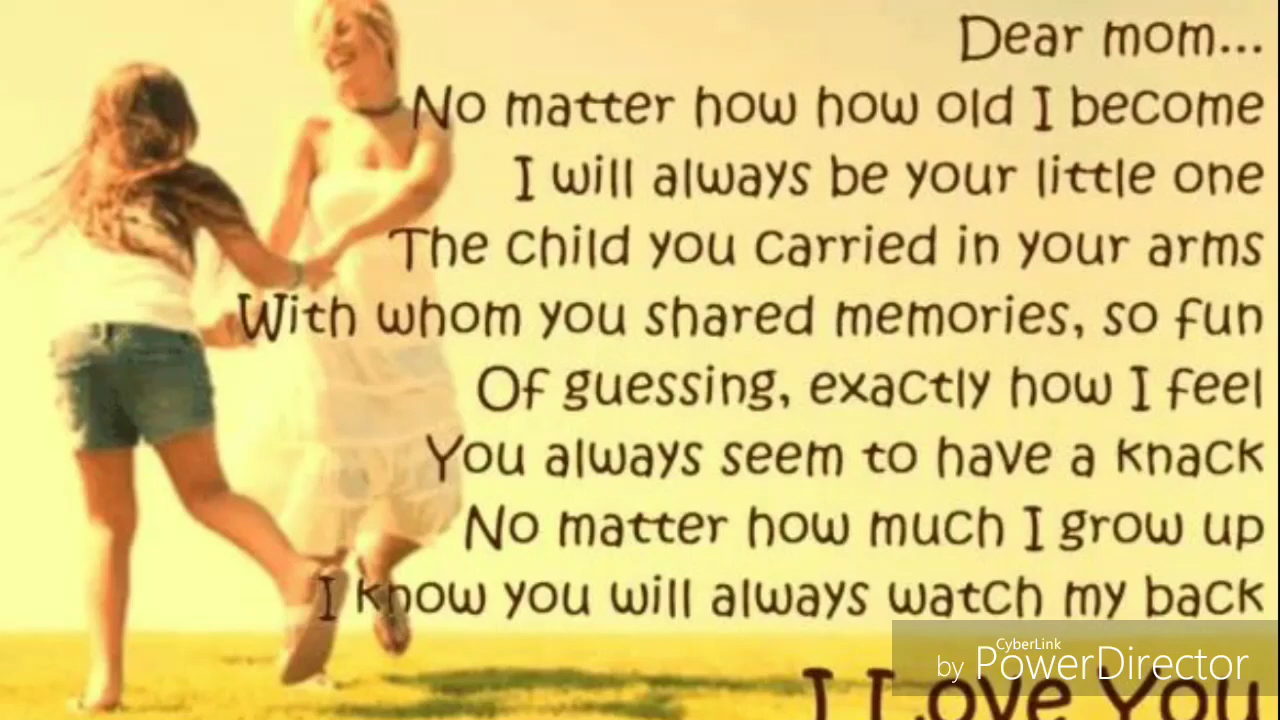 Dear mom...
No matter how how old I become
I will always be your little one
The child you carried in your arms
With whom you shared memories, so fun
Of guessing, exactly how I feel
You always seem to have a knack
No matter how much I grow up
I know you will always watch my back
I Love You
CyberLink
by PowerDirector